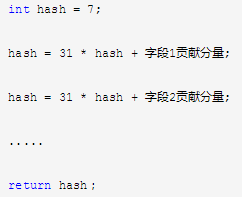 int hash = 7;
hash = 31 * hash + 字段1贡献分量;
hash = 31 * hash + 字段2贡献分量;
.....
return hash;